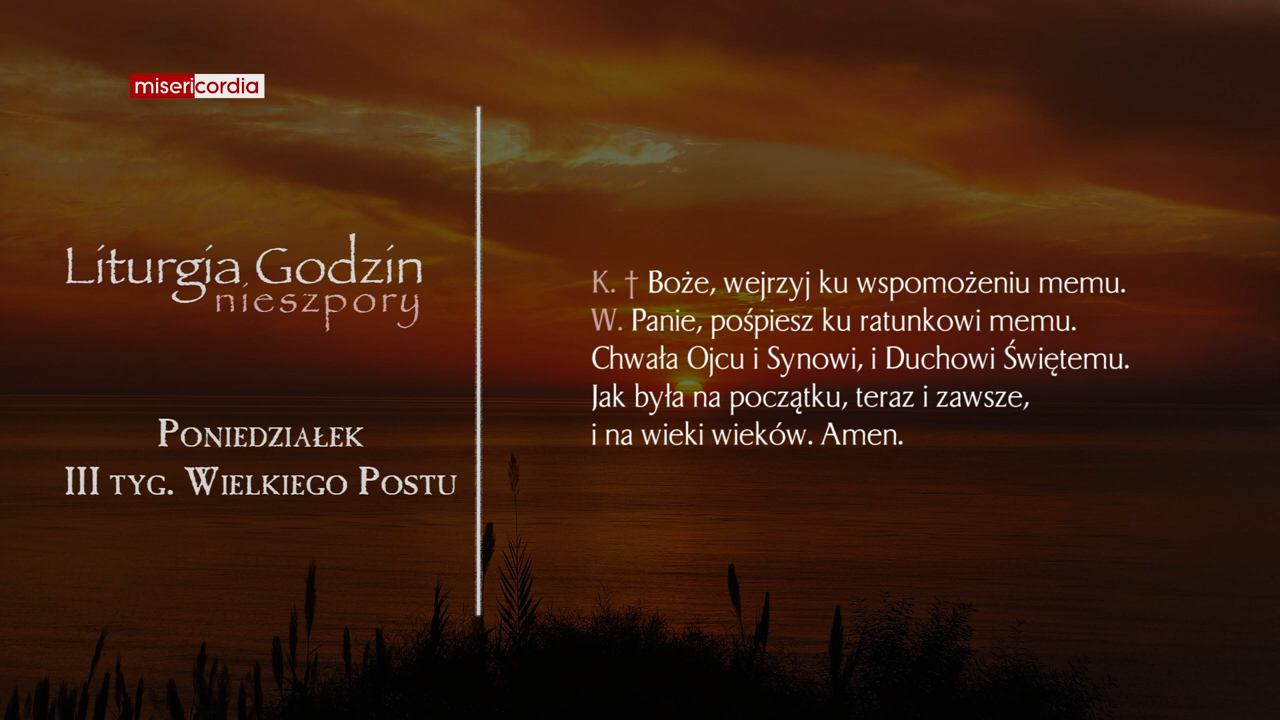 misericordia
Liturgia Godzin
nieszpory
Poniedziałek
III tyg. Wielkiego Postu
K. † Boże, wejrzyj ku wspomożeniu memu.
W. Panie, pośpiesz ku ratunkowi memu.
Chwała Ojcu i Synowi, i Duchowi Świętemu.
Jak była na początku, teraz i zawsze,
i na wieki wieków. Amen.